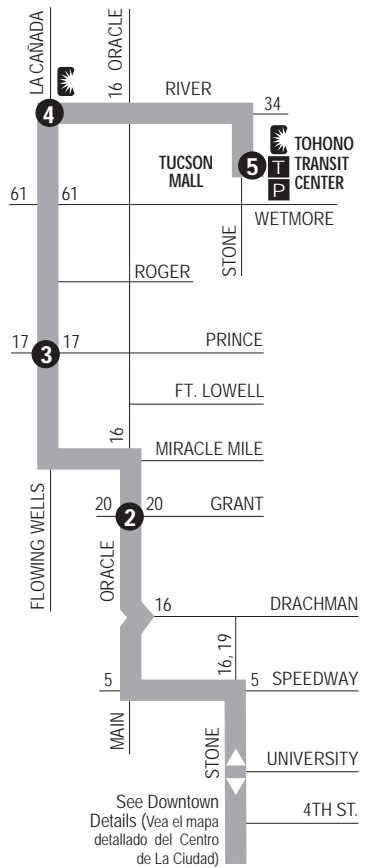 LA CAÑADA
16 ORACLE
RIVER
34
4
5
T
P
TOHONO
TRANSIT
CENTER
TUCSON
MALL
61 61
WETMORE
STONE
ROGER
17 3 17 PRINCE
FT. LOWELL
16
MIRACLE MILE
20 2 20 GRANT
FLOWING WELLS
ORACLE
16 DRACHMAN
16, 19
5 5 SPEEDWAY
MAIN
STONE
UNIVERSITY
See Downtown
Details (Vea el mapa
detallado del Centro
de La Ciudad)
4TH ST.